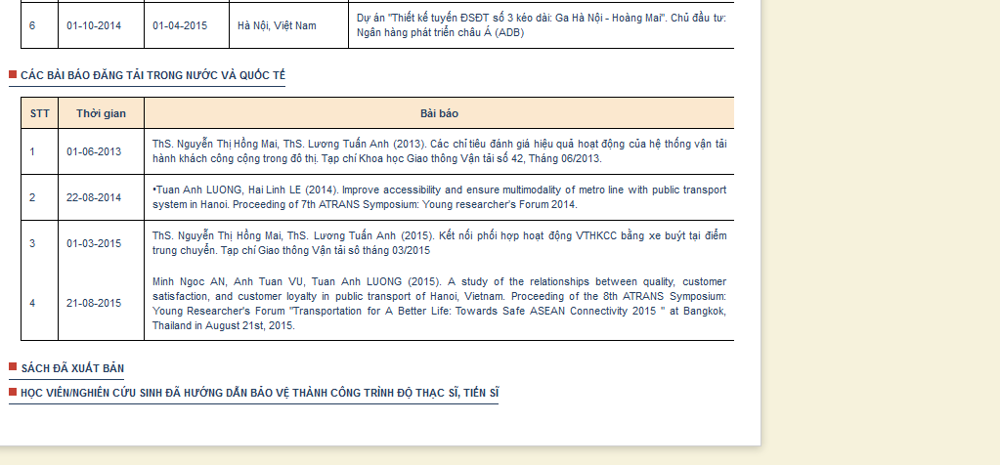 6 01-10-2014 01-04-2015 Hà Nội, Việt Nam Dự án "Thiết kế tuyến ĐSĐT số 3 kéo dài: Ga Hà Nội - Hoàng Mai". Chủ đầu tư:
Ngân hàng phát triển châu Á (ADB)
CÁC BÀI BÁO ĐĂNG TẢI TRONG NƯỚC VÀ QUỐC TẾ
STT Thời gian Bài báo
1 01-06-2013 ThS. Nguyễn Thị Hồng Mai, ThS. Lương Tuấn Anh (2013). Các chỉ tiêu đánh giá hiệu quả hoạt động của hệ thống vận tải
hành khách công cộng trong đô thị. Tạp chí Khoa học Giao thông Vận tải số 42, Tháng 06/2013.
2 22-08-2014 •Tuan Anh LUONG, Hai Linh LE (2014). Improve accessibility and ensure multimodality of metro line with public transport
system in Hanoi. Proceeding of 7th ATRANS Symposium: Young researcher's Forum 2014.
3 01-03-2015 ThS. Nguyễn Thị Hồng Mai, ThS. Lương Tuấn Anh (2015). Kết nối phối hợp hoạt động VTHKCC bằng xe buýt tại điểm
trung chuyển. Tạp chí Giao thông Vận tải số tháng 03/2015
4 21-08-2015 Minh Ngoc AN, Anh Tuan VU, Tuan Anh LUONG (2015). A study of the relationships between quality, customer
satisfaction, and customer loyalty in public transport of Hanoi, Vietnam. Proceeding of the 8th ATRANS Symposium:
Young Researcher's Forum "Transportation for A Better Life: Towards Safe ASEAN Connectivity 2015 " at Bangkok,
Thailand in August 21st, 2015.
SÁCH ĐÃ XUẤT BẢN
HỌC VIÊN/NGHIÊN CỨU SINH ĐÃ HƯỚNG DẪN BẢO VỆ THÀNH CÔNG TRÌNH ĐỘ THẠC SĨ, TIẾN SĨ